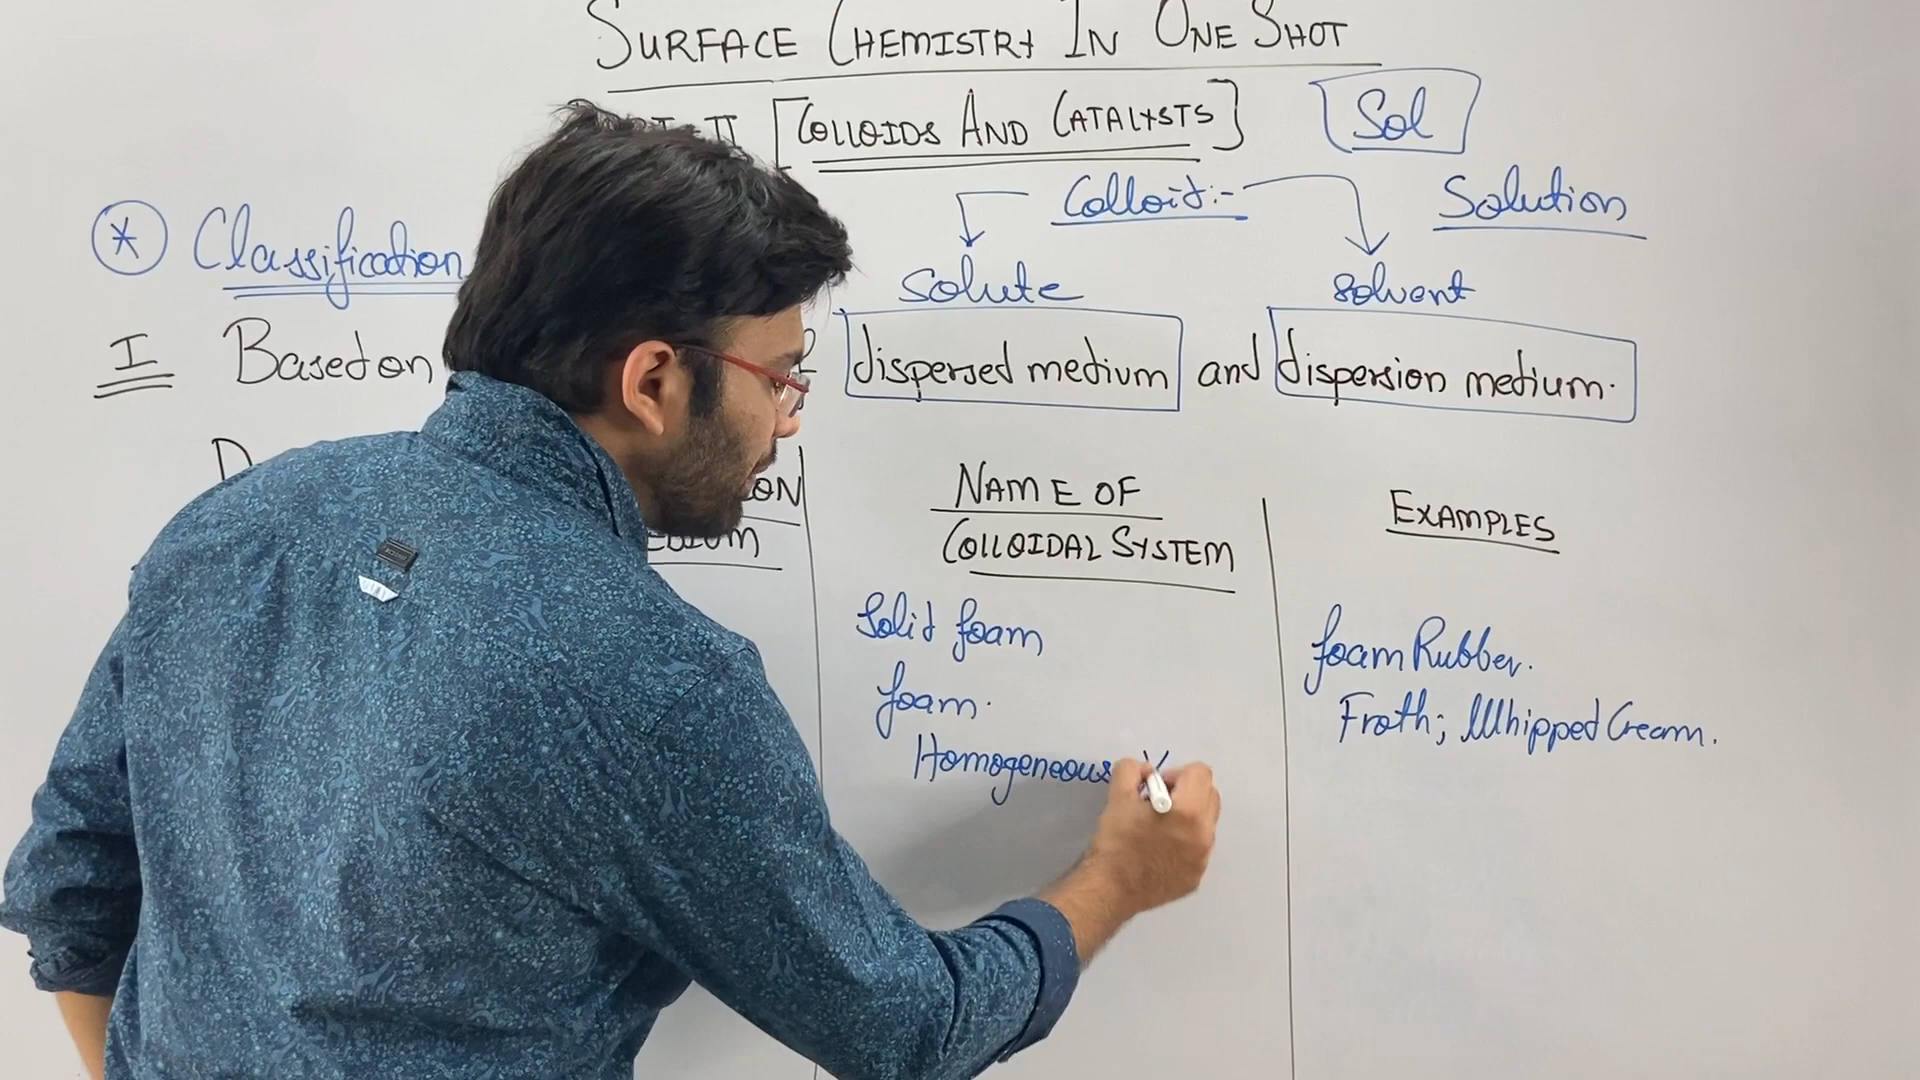 SURFACE CHEMISTRY IN ONE SHOT
II [COLLOIDS AND CATALYSTS]
Sol
Colloid:-
Solution
* Classification
solute
solvent
I Based on
dispersed medium and dispersion medium.
NAME OF
COLLOIDAL SYSTEM
EXAMPLES
Solid foam
foam Rubber.
foam.
Froth; Whipped Cream.
Homogeneous